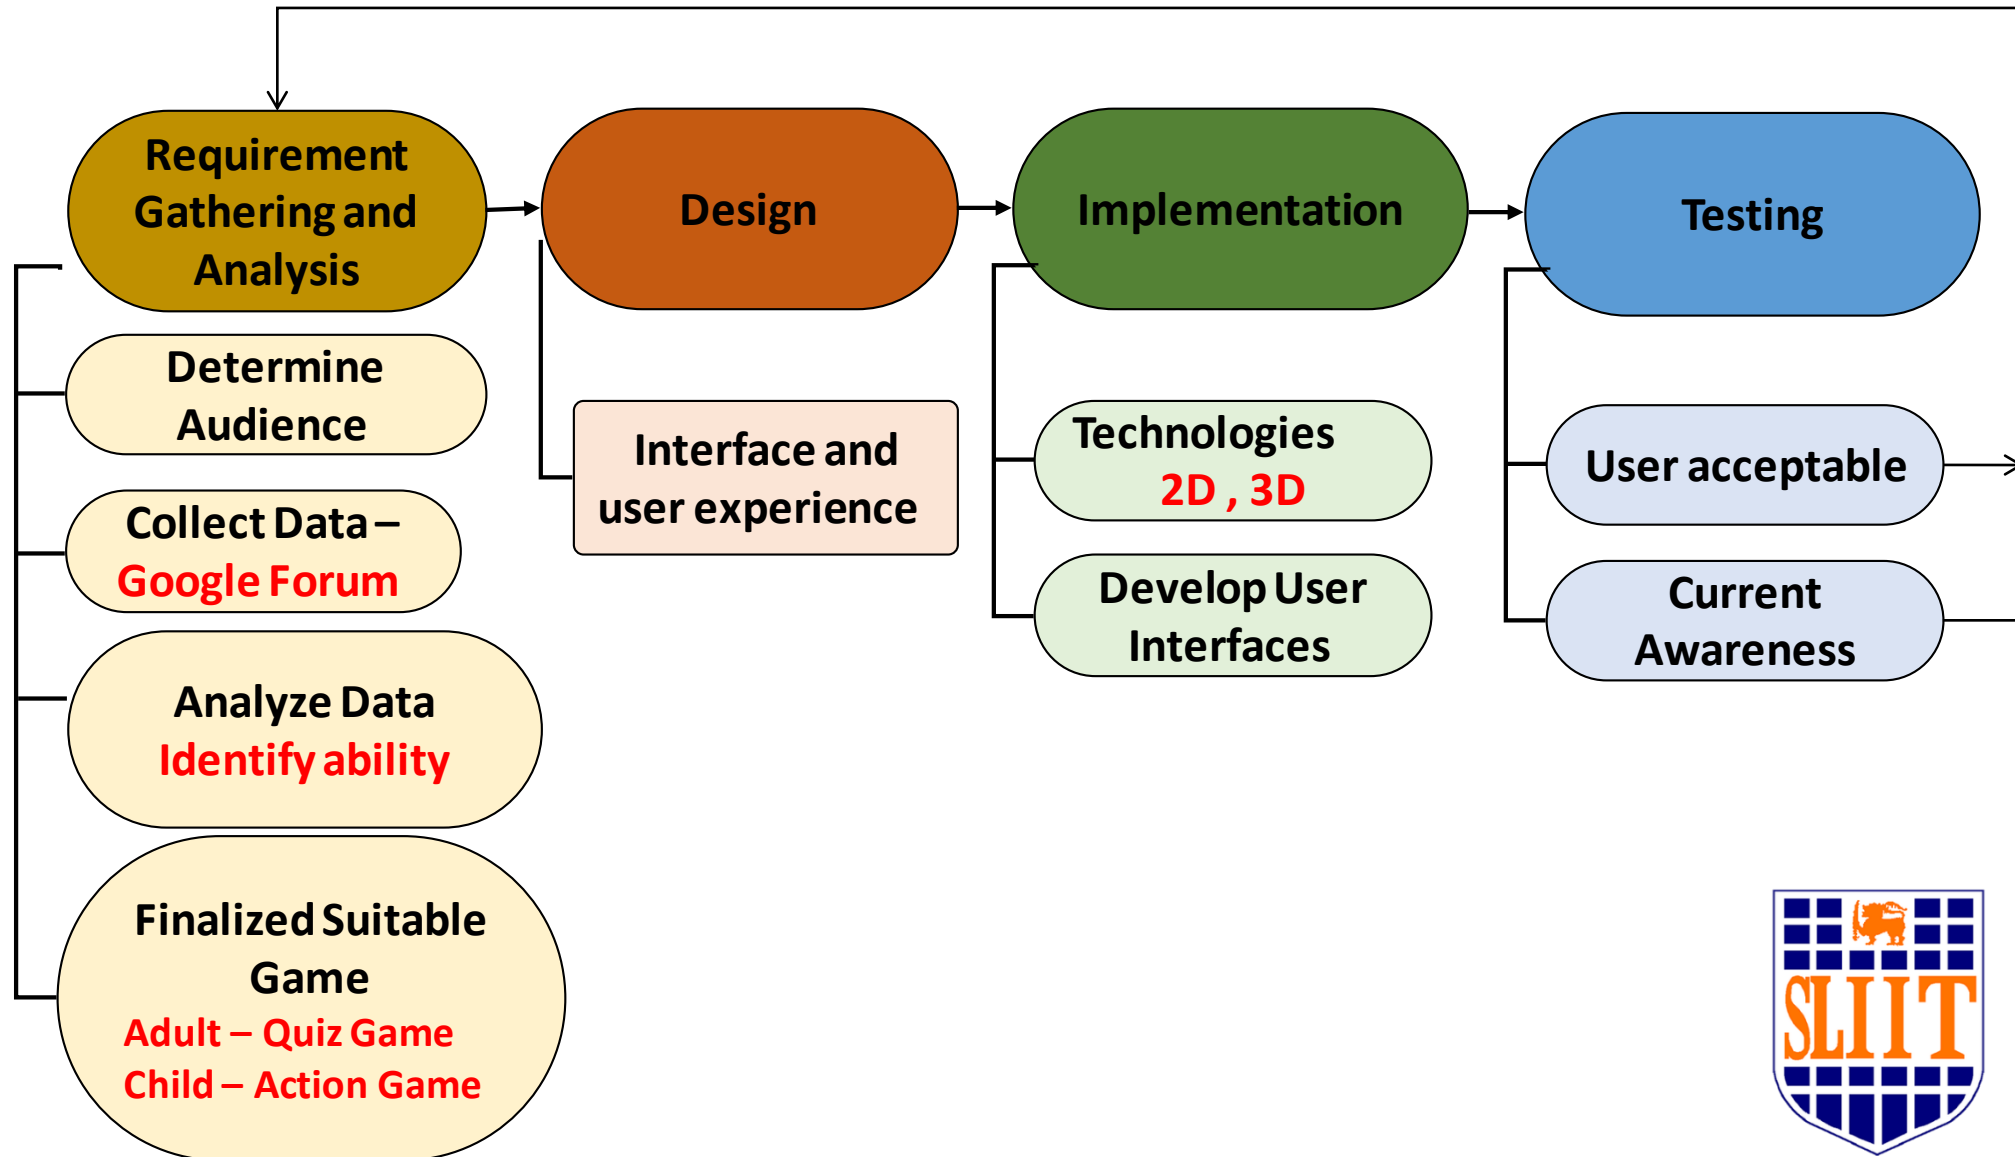 Requirement
Gathering and
Analysis
Design
Implementation
Testing
Determine
Audience
Collect Data –
Google Forum
Analyze Data
Identify ability
Finalized Suitable
Game
Adult – Quiz Game
Child – Action Game
Interface and
user experience
Technologies
2D , 3D
Develop User
Interfaces
User acceptable
Current
Awareness
SLIIT